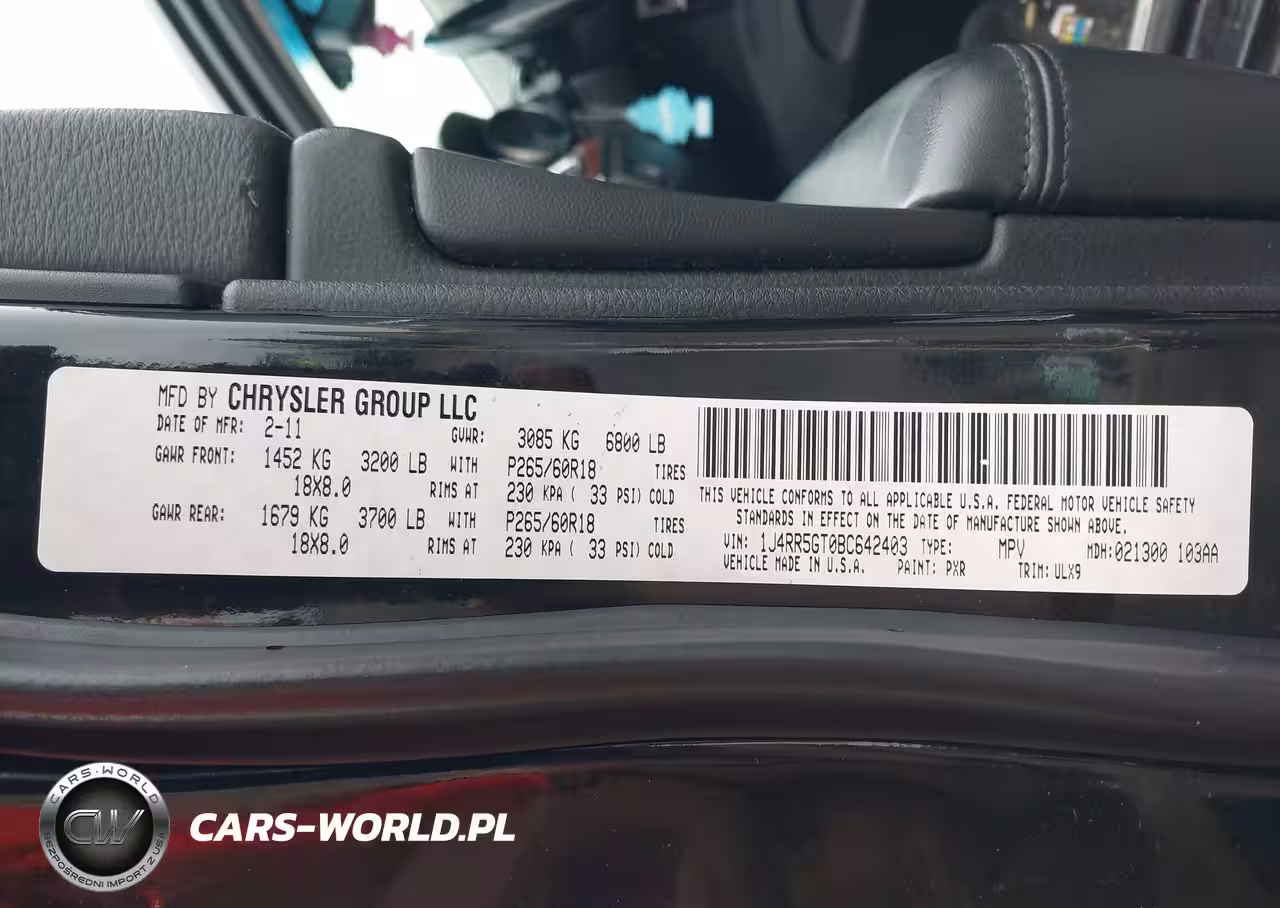 MFD BY CHRYSLER GROUP LLC
DATE OF MFR: 2-11 GVWR: 3085 KG 6800 LB
GAWR FRONT: 1452 KG 3200 LB WITH P265/60R18 TIRES
18X8.0 RIMS AT 230 KPA ( 33 PSI) COLD
GAWR REAR: 1679 KG 3700 LB WITH P265/60R18 TIRES
18X8.0 RIMS AT 230 KPA ( 33 PSI) COLD
THIS VEHICLE CONFORMS TO ALL APPLICABLE U.S.A. FEDERAL MOTOR VEHICLE SAFETY
STANDARDS IN EFFECT ON THE DATE OF MANUFACTURE SHOWN ABOVE.
VIN: 1J4RR5GT0BC642403 TYPE: MPV MDH:021300 103AA
VEHICLE MADE IN U.S.A. PAINT: PXR TRIM: ULX9
CARS-WORLD
CW
BEZPOŚREDNI IMPORT Z USA
CARS-WORLD.PL